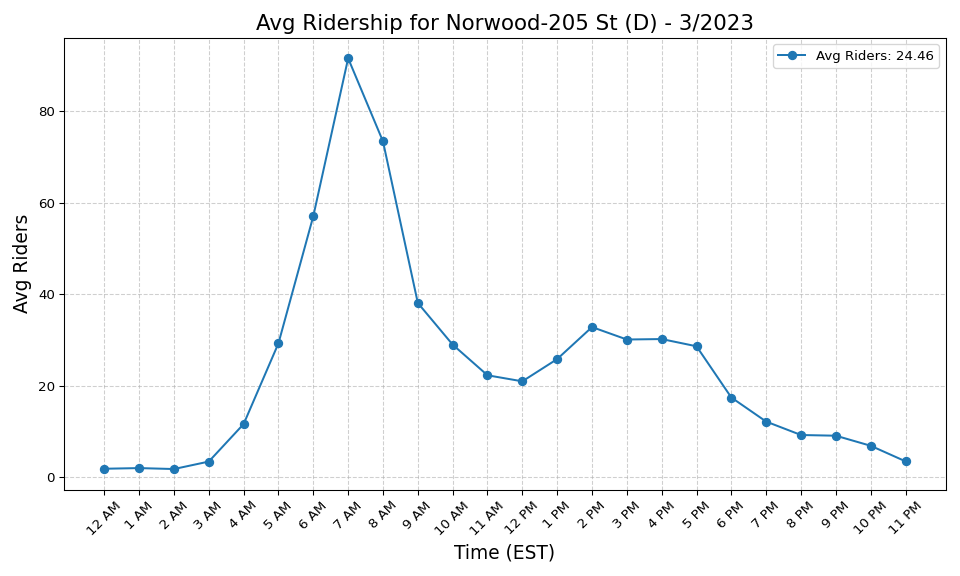 Avg Ridership for Norwood-205 St (D) - 3/2023
Avg Riders: 24.46
Avg Riders
80
60
40
20
0
12 AM
1 AM
2 AM
3 AM
4 AM
5 AM
6 AM
7 AM
8 AM
9 AM
10 AM
11 AM
12 PM
1 PM
2 PM
3 PM
4 PM
5 PM
6 PM
7 PM
8 PM
9 PM
10 PM
11 PM
Time (EST)